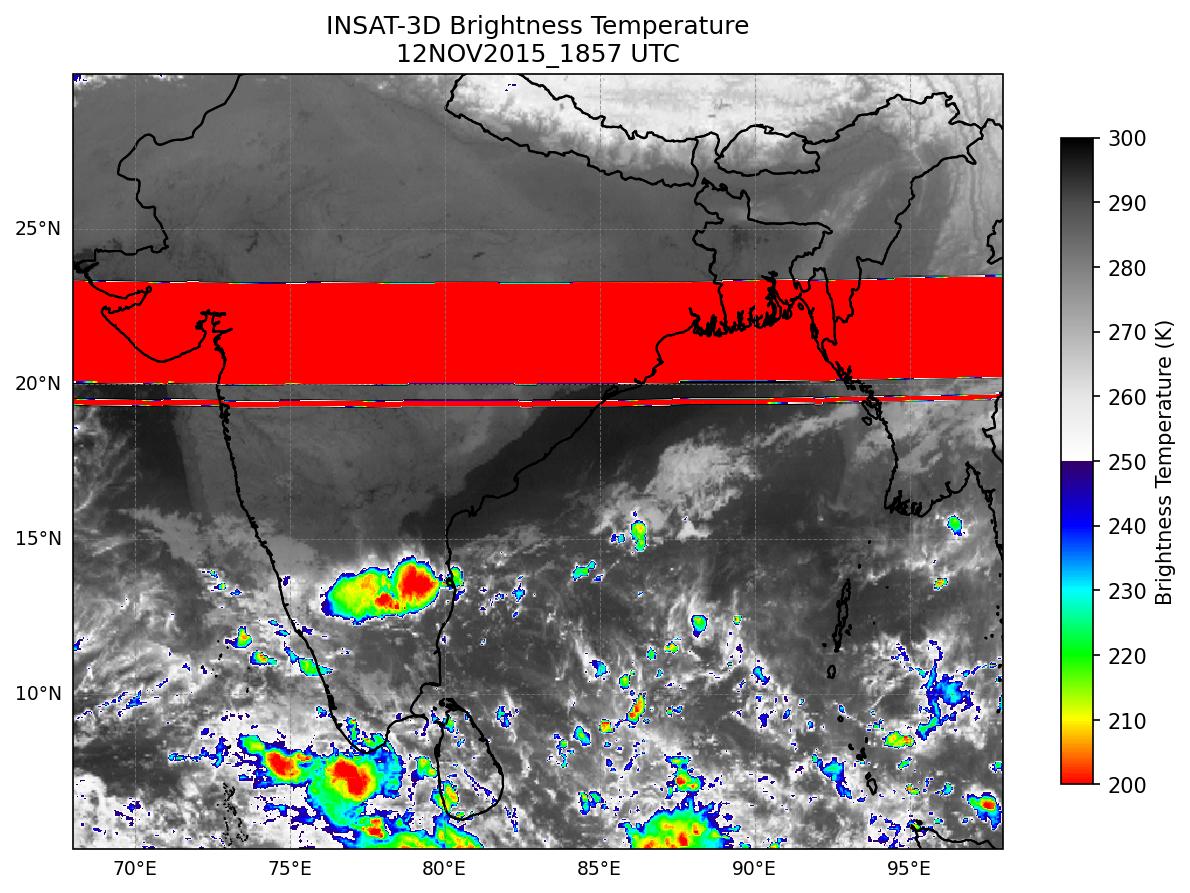 INSAT-3D Brightness Temperature
12NOV2015_1857 UTC
25°N
20°N
15°N
10°N
70°E
75°E
80°E
85°E
90°E
95°E
300
290
280
270
260
250
240
230
220
210
200
Brightness Temperature (K)